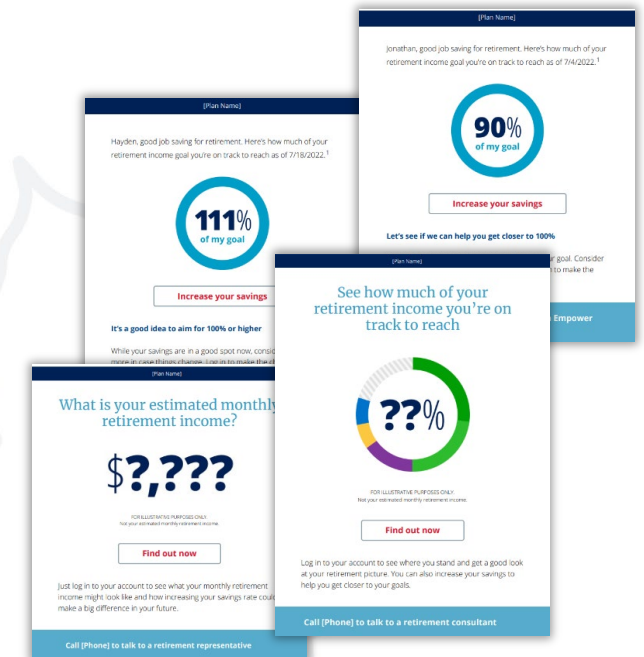 [Plan Name]
Jonathan, good job saving for retirement. Here's how much of your
retirement income goal you're on track to reach as of 7/4/2022.1
90%
of my goal
Increase your savings
Let's see if we can help you get closer to 100%
ur goal. Consider
to make the
Empower
[Plan Name]
Hayden, good job saving for retirement. Here's how much of your
retirement income goal you're on track to reach as of 7/18/2022.1
111%
of my goal
Increase your savings
It's a good idea to aim for 100% or higher
While your savings are in a good spot now, consid
more in case things change. Log in to make the ch
[Plan Name]
See how much of your
retirement income you're on
track to reach
??%
FOR ILLUSTRATIVE PURPOSES ONLY.
Not your estimated monthly retirement income.
Find out now
Log in to your account to see where you stand and get a good look
at your retirement picture. You can also increase your savings to
help you get closer to your goals.
Call [Phone] to talk to a retirement consultant
[Plan Name]
What is your estimated monthly
retirement income?
$?,???
FOR ILLUSTRATIVE PURPOSES ONLY.
Not your estimated monthly retirement income.
Find out now
Just log in to your account to see what your monthly retirement
income might look like and how increasing your savings rate could
make a big difference in your future.
Call [Phone] to talk to a retirement representative